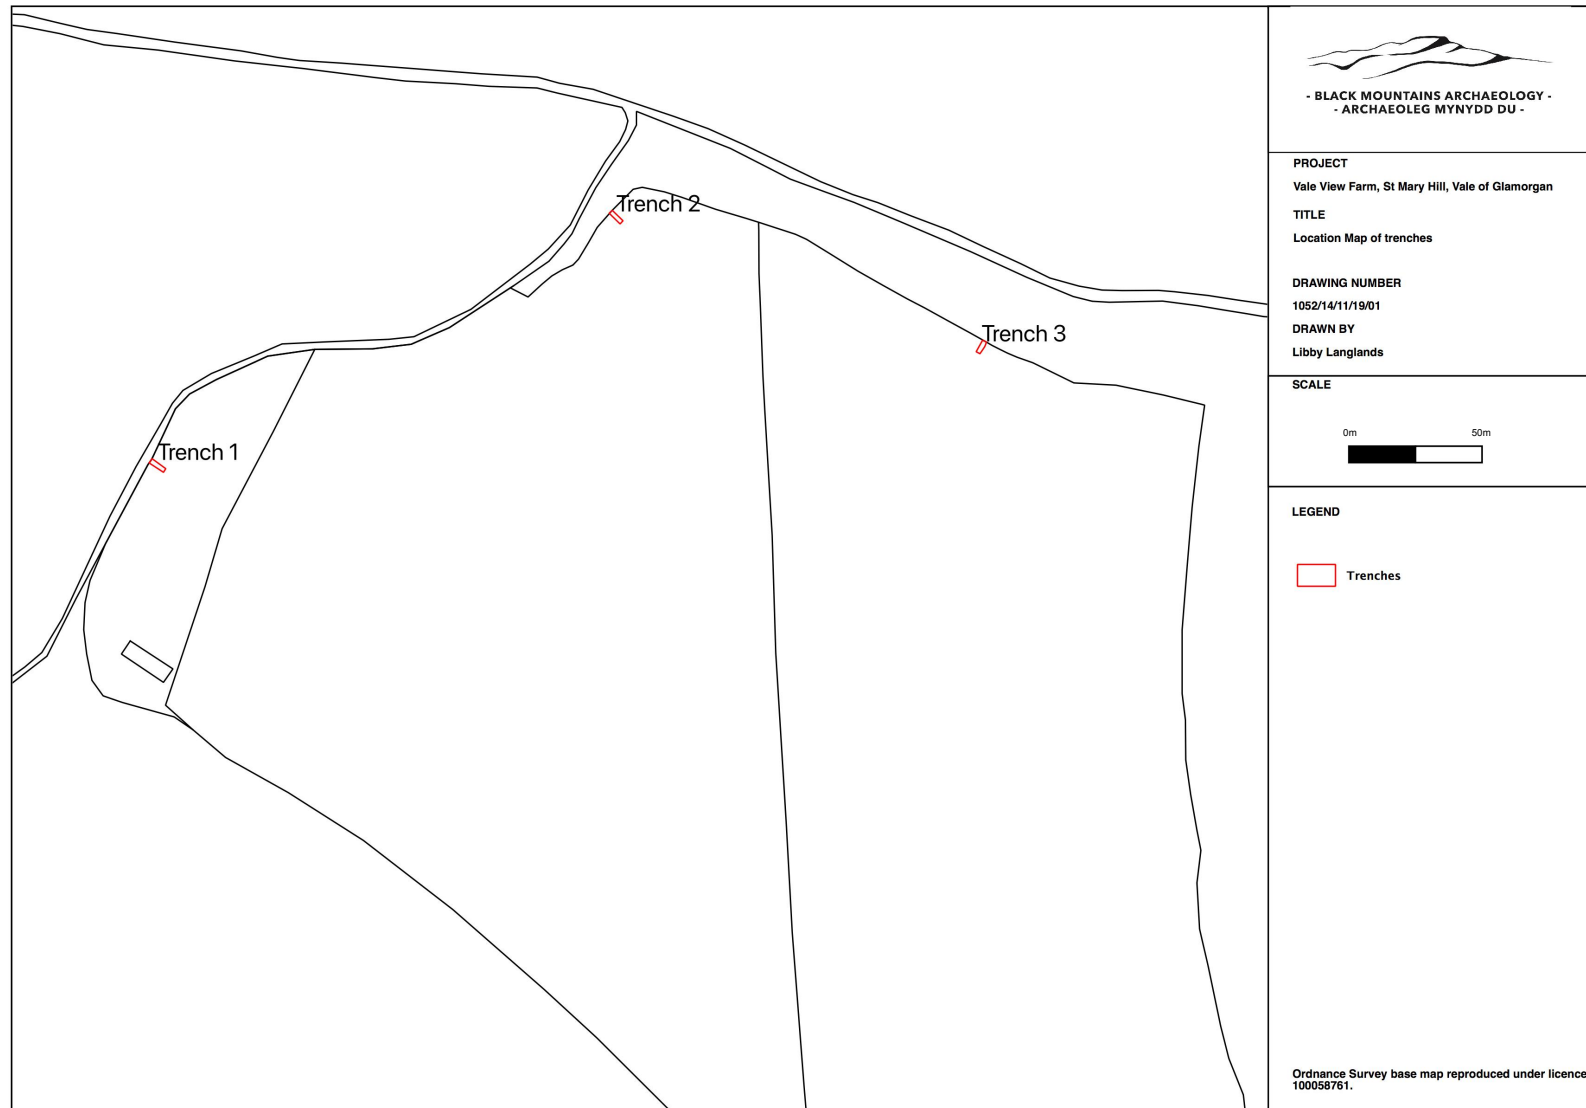 - BLACK MOUNTAINS ARCHAEOLOGY -
- ARCHAEOLEG MYNYDD DU -
PROJECT
Vale View Farm, St Mary Hill, Vale of Glamorgan
TITLE
Location Map of trenches
DRAWING NUMBER
1052/14/11/19/01
DRAWN BY
Libby Langlands
SCALE
0m 50m
LEGEND
Trenches
Ordnance Survey base map reproduced under licence
100058761.
Trench 2
Trench 3
Trench 1